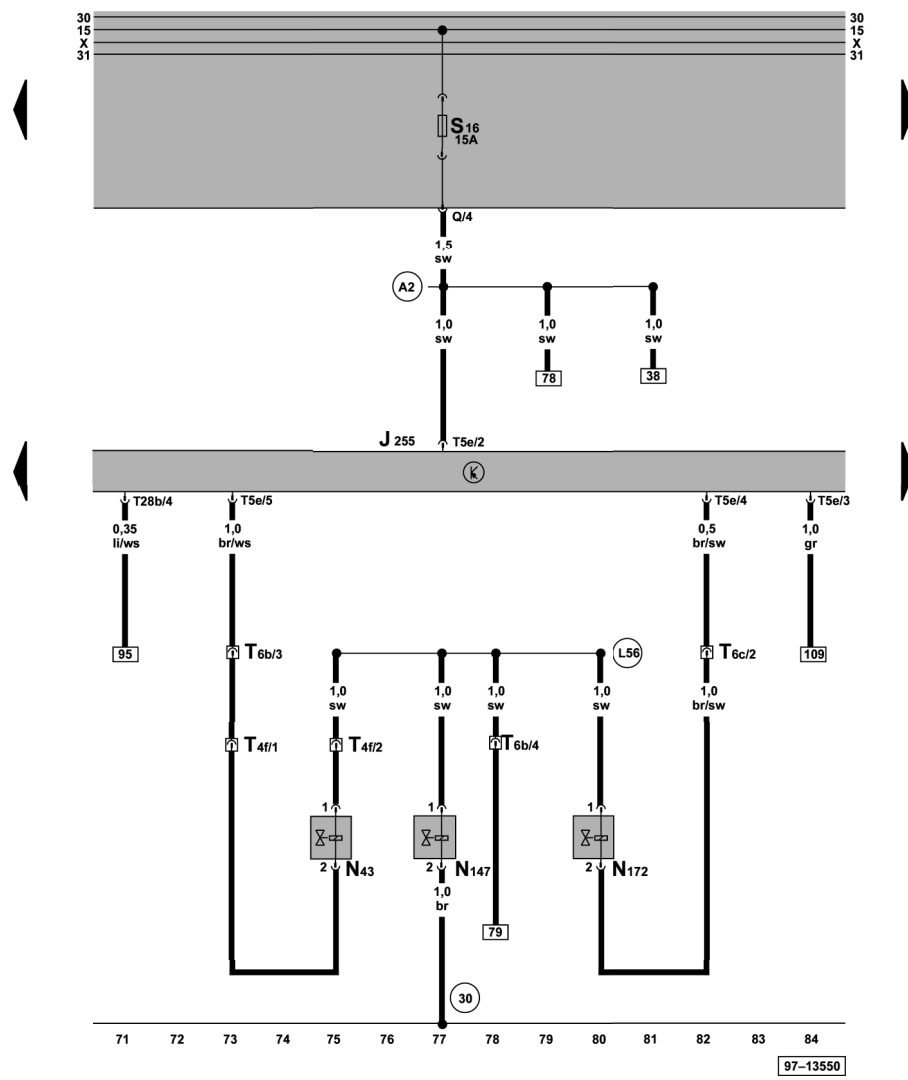 30 30
15 15
X X
31 31
S16
15A
Q/4
1,5
sw
A2
1,0 1,0 1,0
sw sw sw
78 38
J 255 T5e/2
T28b/4 T5e/5 T5e/4 T5e/3
0,35 1,0 0,5 1,0
li/ws br/ws br/sw gr
95 T6b/3 L56 T6c/2 109
1,0 1,0 1,0 1,0 1,0
sw sw sw sw br/sw
T4f/1 T4f/2 T6b/4
1 1 1
2 N43 2 N147 2 N172
1,0
br
79
30
71 72 73 74 75 76 77 78 79 80 81 82 83 84
97–13550